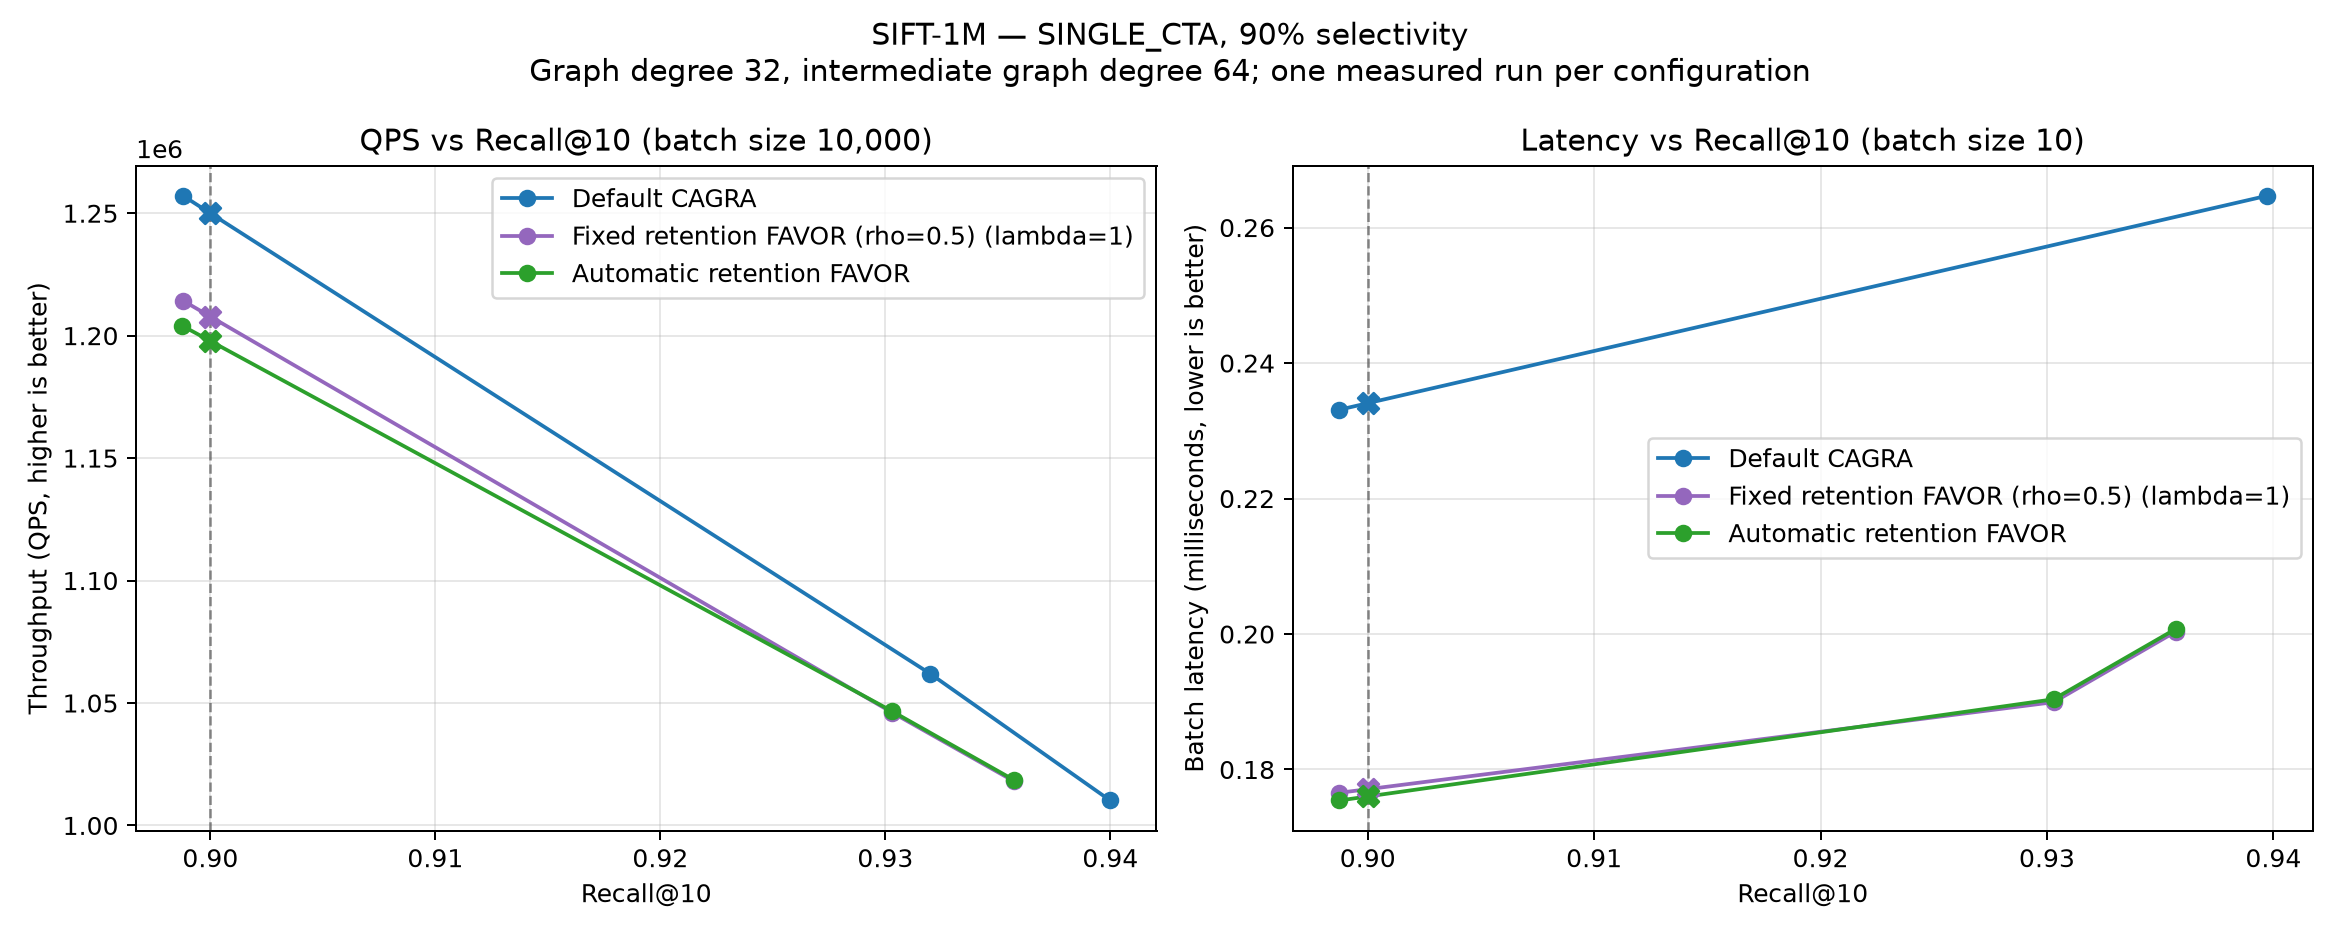 SIFT-1M — SINGLE_CTA, 90% selectivity
Graph degree 32, intermediate graph degree 64; one measured run per configuration
QPS vs Recall@10 (batch size 10,000)
1e6
Throughput (QPS, higher is better)
1.25
1.20
1.15
1.10
1.05
1.00
Default CAGRA
Fixed retention FAVOR (rho=0.5) (lambda=1)
Automatic retention FAVOR
0.90
0.91
0.92
0.93
0.94
Recall@10
Latency vs Recall@10 (batch size 10)
Batch latency (milliseconds, lower is better)
0.26
0.24
0.22
0.20
0.18
Default CAGRA
Fixed retention FAVOR (rho=0.5) (lambda=1)
Automatic retention FAVOR
0.90
0.91
0.92
0.93
0.94
Recall@10